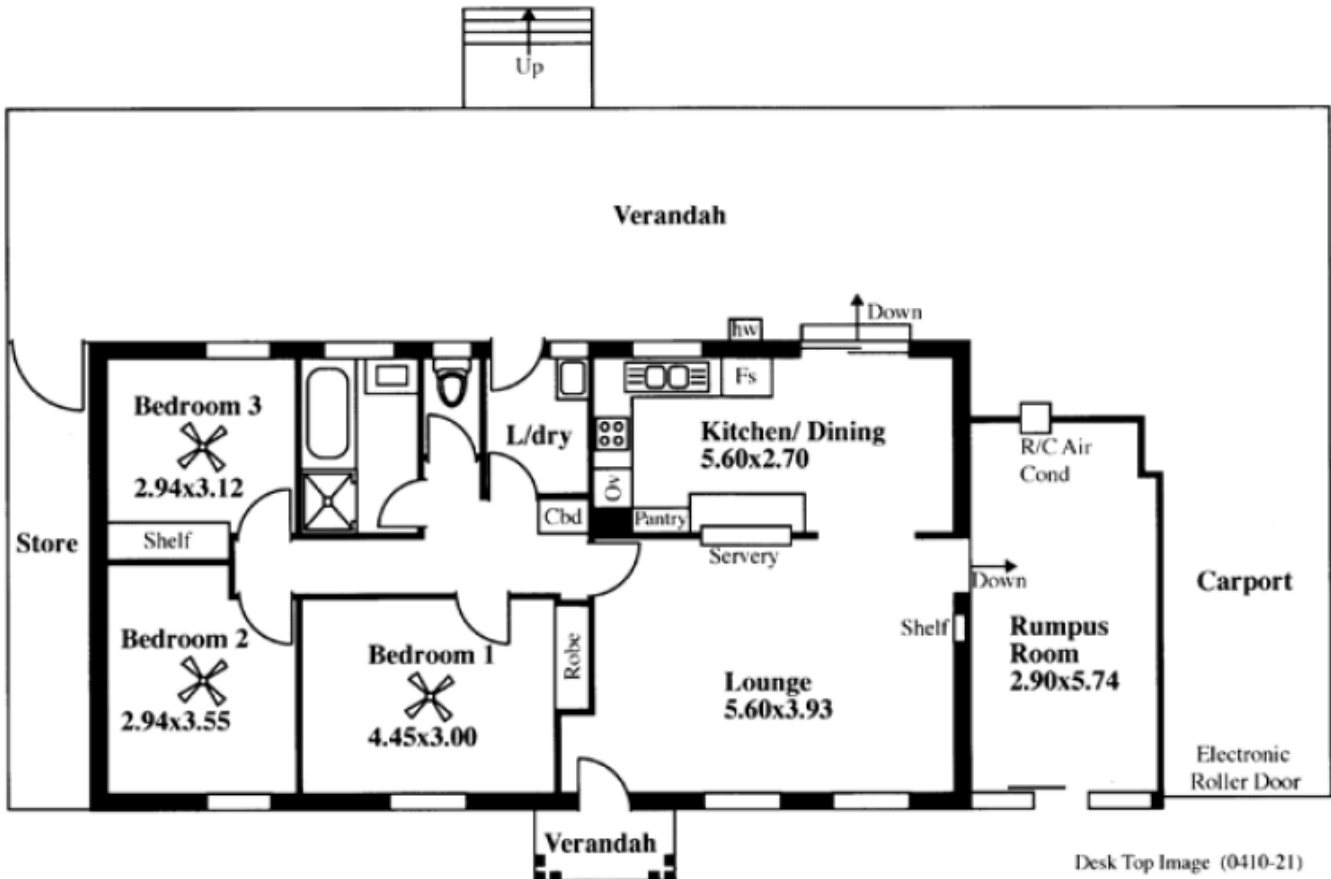 Up
Verandah
Down
hw
Fs
Bedroom 3
2.94x3.12
L/dry
Kitchen/ Dining
5.60x2.70
R/C Air
Cond
Ov
Cbd
Pantry
Store
Shelf
Servery
Down
Carport
Bedroom 2
2.94x3.55
Bedroom 1
4.45x3.00
Robe
Shelf
Lounge
5.60x3.93
Rumpus
Room
2.90x5.74
Electronic
Roller Door
Verandah
Desk Top Image (0410-21)